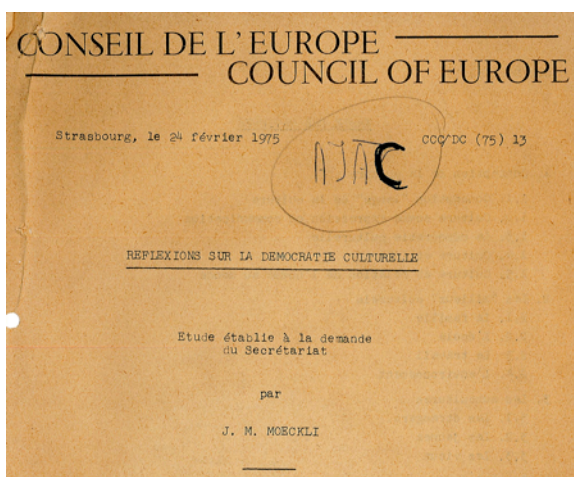 CONSEIL DE L'EUROPE
COUNCIL OF EUROPE
Strasbourg, le 24 février 1975
CCC/DC (75) 13
AJAC
REFLEXIONS SUR LA DEMOCRATIE CULTURELLE
Etude établie à la demande
du Secrétariat
par
J. M. MOECKLI